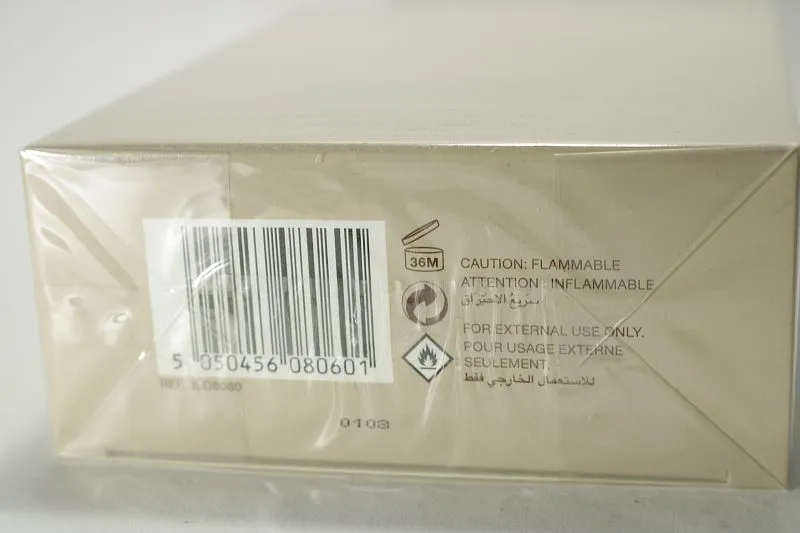 5 050456 080601
REF.
0103
36M
CAUTION: FLAMMABLE
ATTENTION : INFLAMMABLE
سريع الاحتراق
FOR EXTERNAL USE ONLY.
POUR USAGE EXTERNE
SEULEMENT.
للاستعمال الخارجي فقط